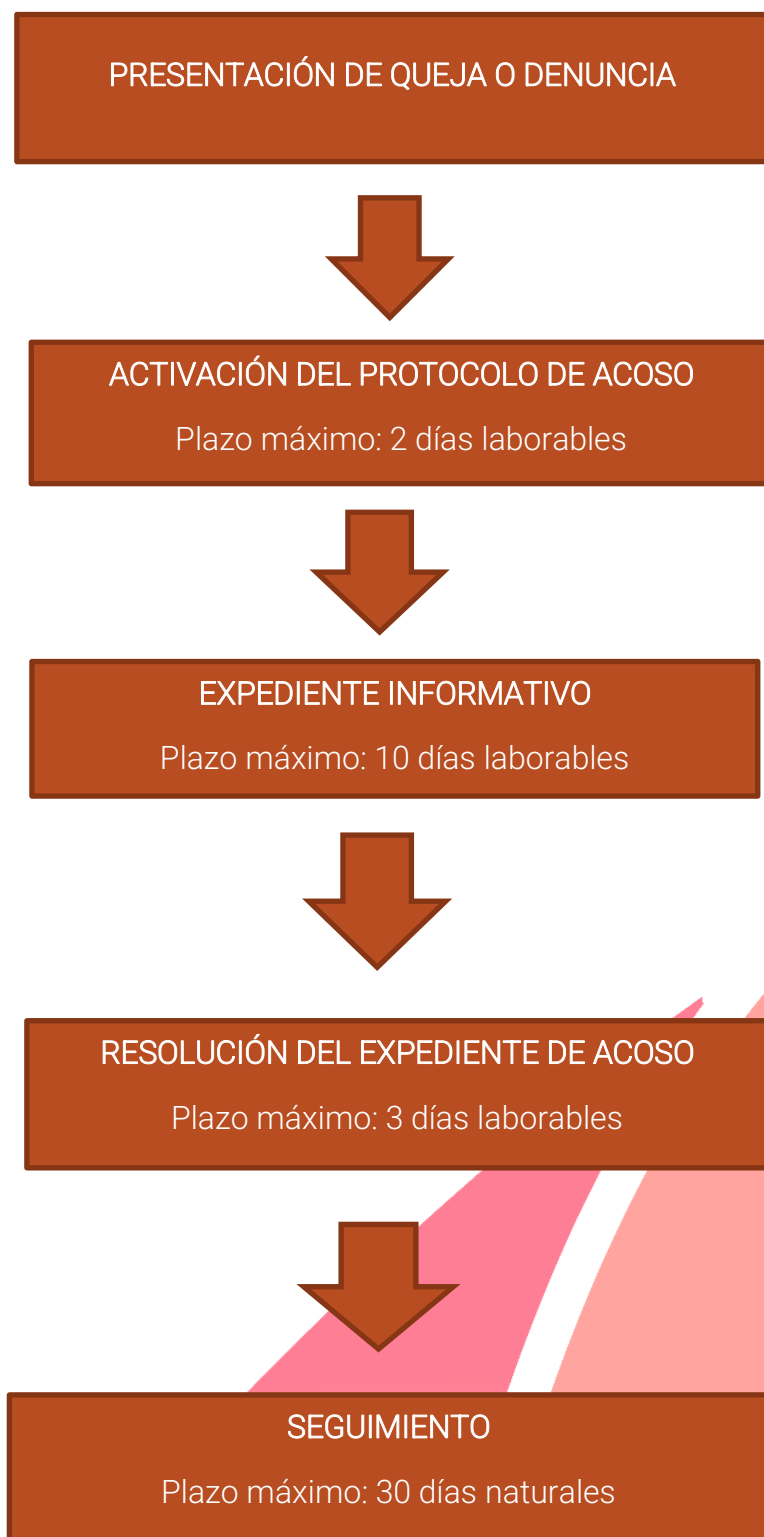 PRESENTACIÓN DE QUEJA O DENUNCIA
ACTIVACIÓN DEL PROTOCOLO DE ACOSO
Plazo máximo: 2 días laborables
EXPEDIENTE INFORMATIVO
Plazo máximo: 10 días laborables
RESOLUCIÓN DEL EXPEDIENTE DE ACOSO
Plazo máximo: 3 días laborables
SEGUIMIENTO
Plazo máximo: 30 días naturales